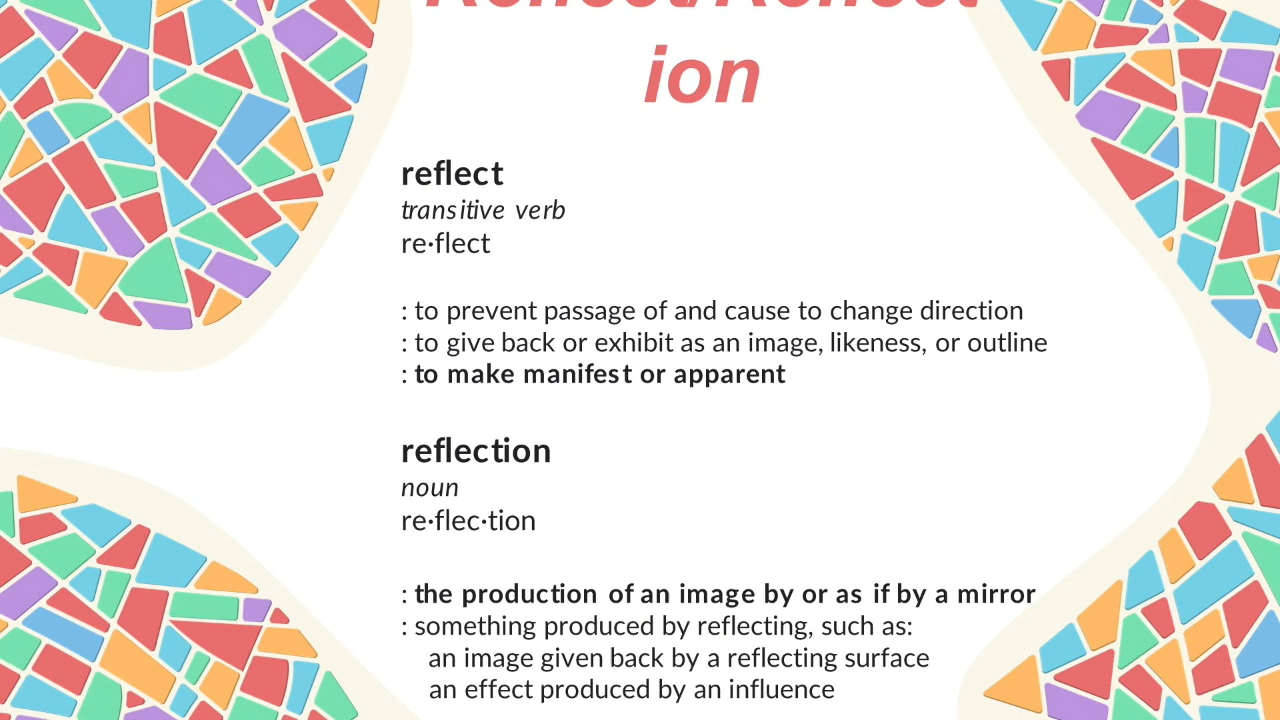 Reflect/Reflect
ion
reflect
transitive verb
re·flect
: to prevent passage of and cause to change direction
: to give back or exhibit as an image, likeness, or outline
: to make manifest or apparent
reflection
noun
re·flec·tion
: the production of an image by or as if by a mirror
: something produced by reflecting, such as:
an image given back by a reflecting surface
an effect produced by an influence